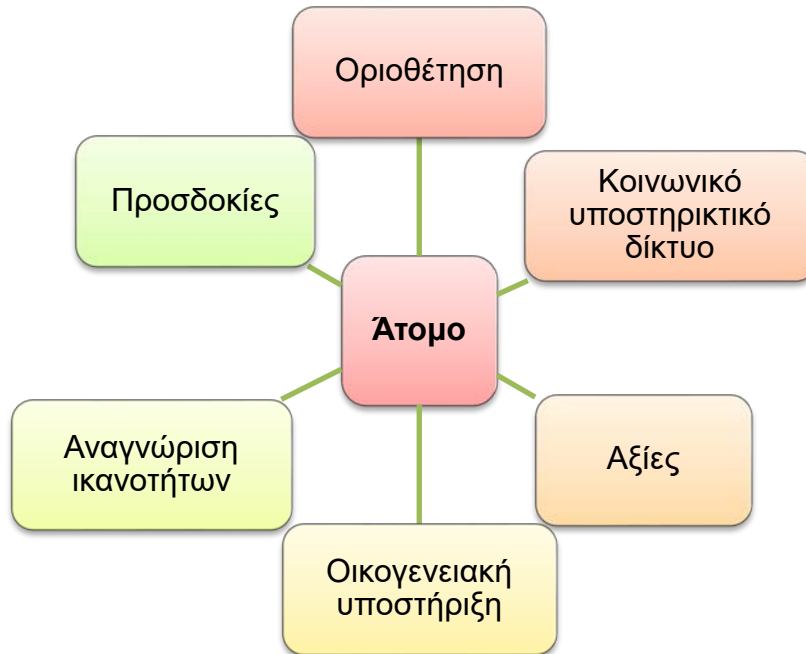 Οριοθέτηση
Προσδοκίες
Κοινωνικό
υποστηρικτικό
δίκτυο
Άτομο
Αναγνώριση
ικανοτήτων
Αξίες
Οικογενειακή
υποστήριξη